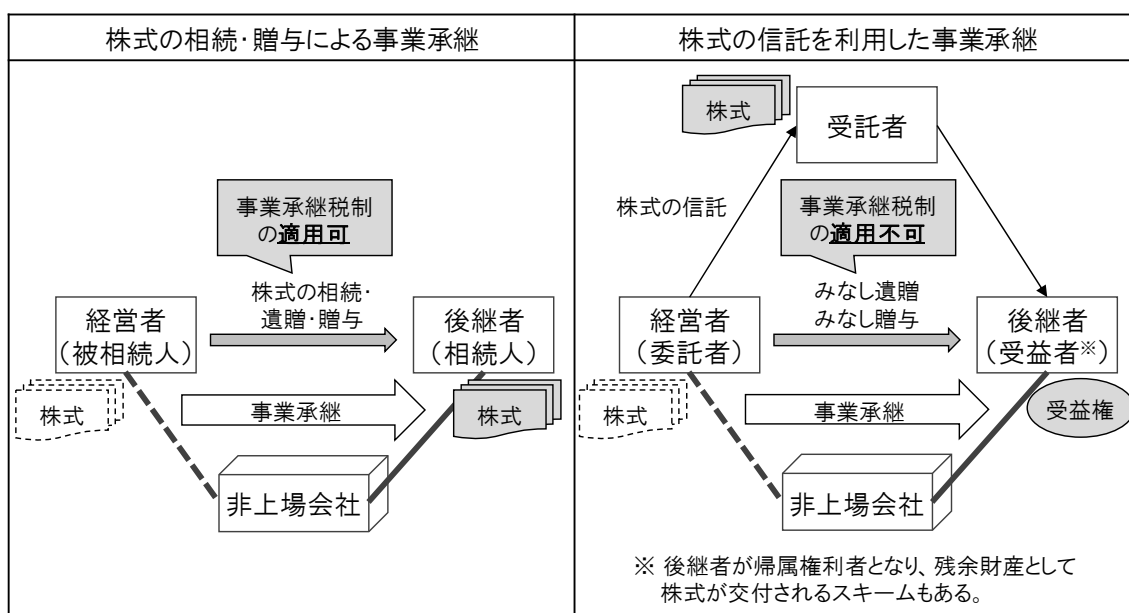 株式の相続・贈与による事業承継
事業承継税制
の適用可
株式の相続・
遺贈・贈与
経営者
（被相続人）
後継者
（相続人）
株式
事業承継
株式
非上場会社
株式の信託を利用した事業承継
株式
受託者
株式の信託
事業承継税制
の適用不可
みなし遺贈
みなし贈与
経営者
（委託者）
後継者
（受益者※）
株式
事業承継
受益権
非上場会社
※ 後継者が帰属権利者となり、残余財産として
株式が交付されるスキームもある。